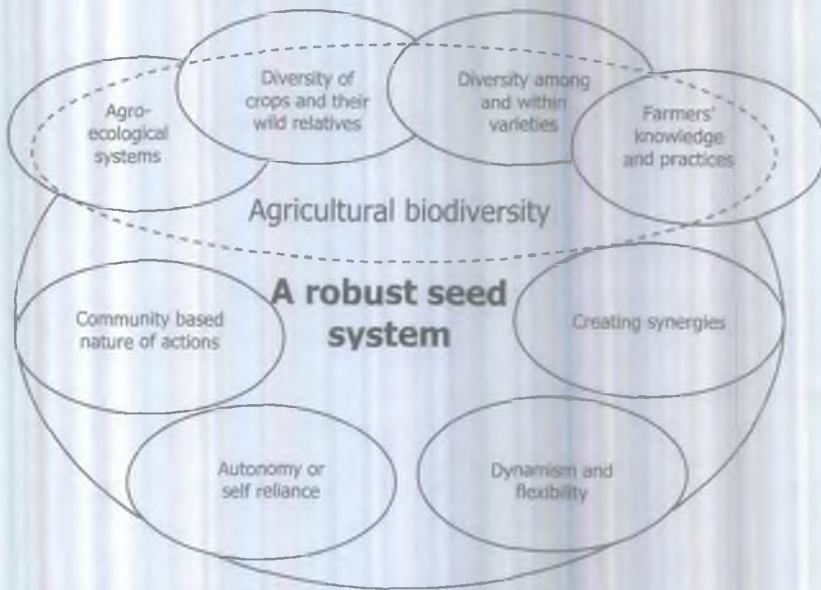 Agro-
ecological
systems
Diversity of
crops and their
wild relatives
Diversity among
and within
varieties
Farmers'
knowledge
and practices
Agricultural biodiversity
A robust seed
system
Community based
nature of actions
Creating synergies
Autonomy or
self reliance
Dynamism and
flexibility